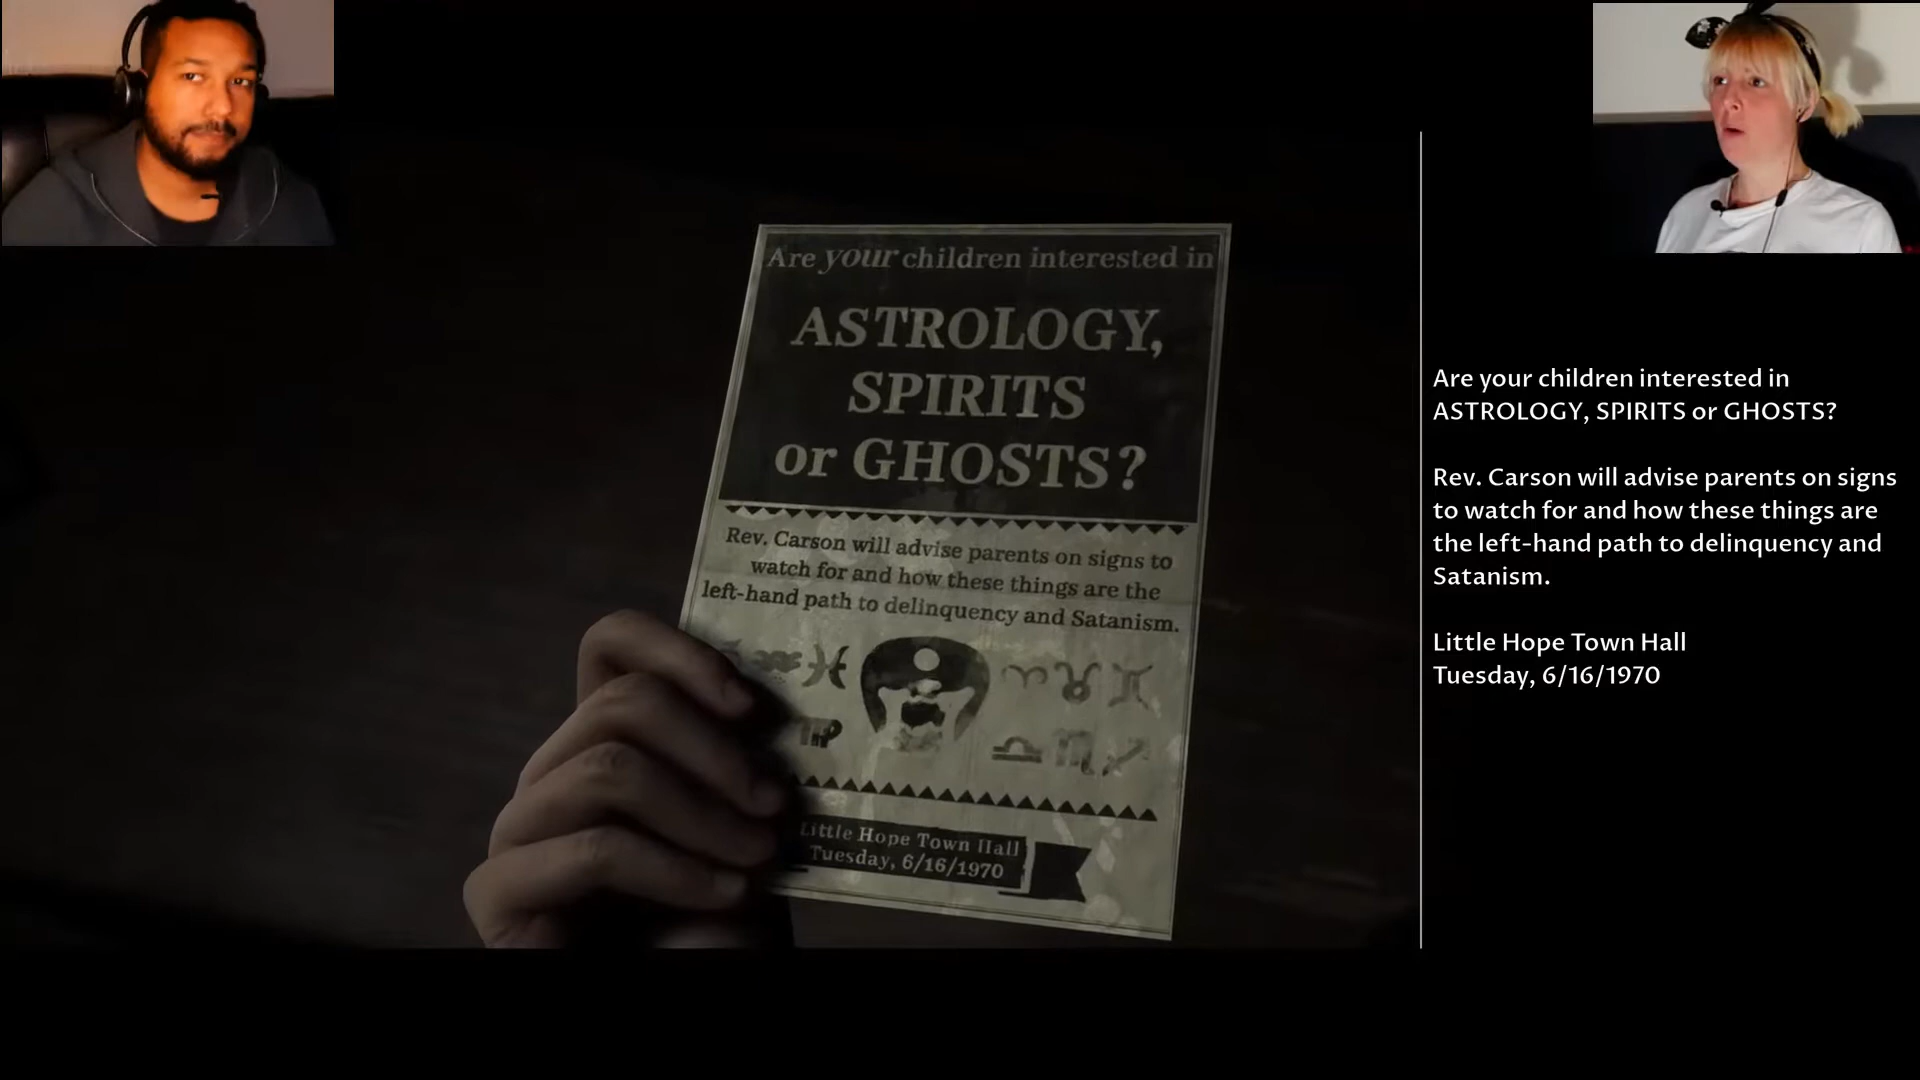 Are your children interested in
ASTROLOGY,
SPIRITS
or GHOSTS?
Rev. Carson will advise parents on signs to
watch for and how these things are the
left-hand path to delinquency and Satanism.
Little Hope Town Hall
Tuesday, 6/16/1970
Are your children interested in
ASTROLOGY, SPIRITS or GHOSTS?
Rev. Carson will advise parents on signs
to watch for and how these things are
the left-hand path to delinquency and
Satanism.
Little Hope Town Hall
Tuesday, 6/16/1970